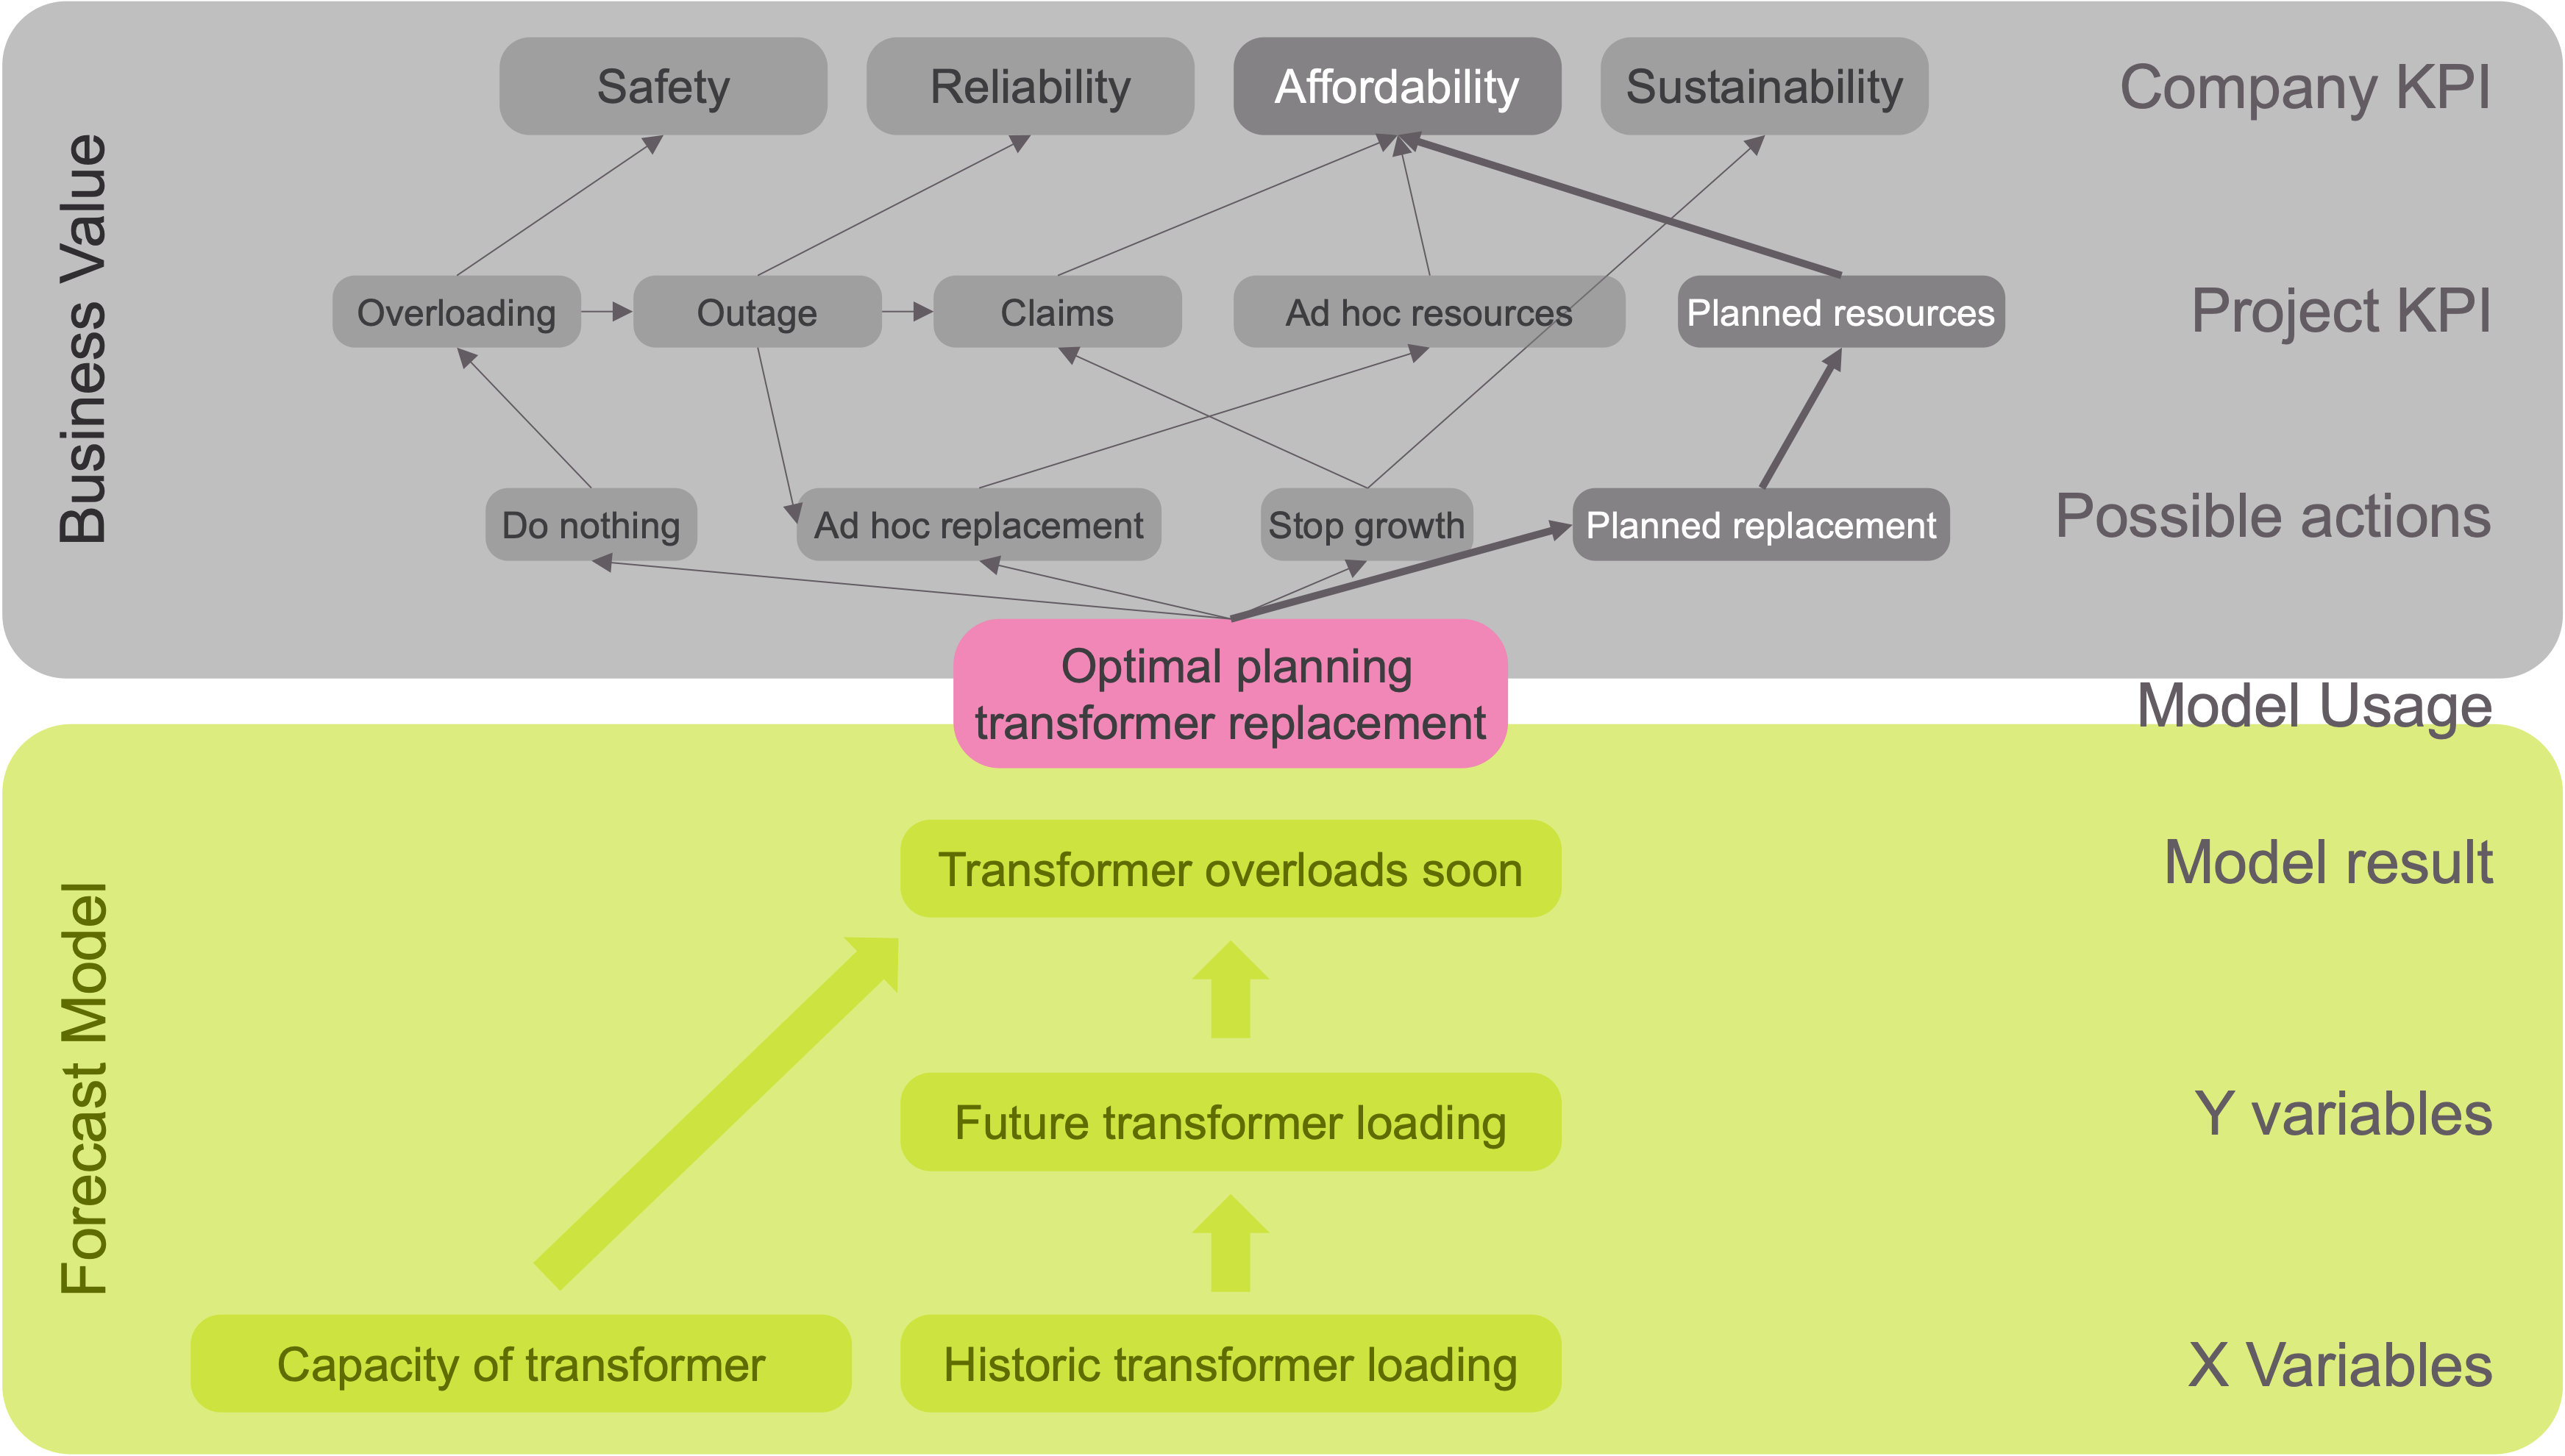 Business Value
Safety
Reliability
Affordability
Sustainability
Company KPI
Overloading
Outage
Claims
Ad hoc resources
Planned resources
Project KPI
Do nothing
Ad hoc replacement
Stop growth
Planned replacement
Possible actions
Optimal planning
transformer replacement
Model Usage
Forecast Model
Transformer overloads soon
Model result
Future transformer loading
Y variables
Capacity of transformer
Historic transformer loading
X Variables